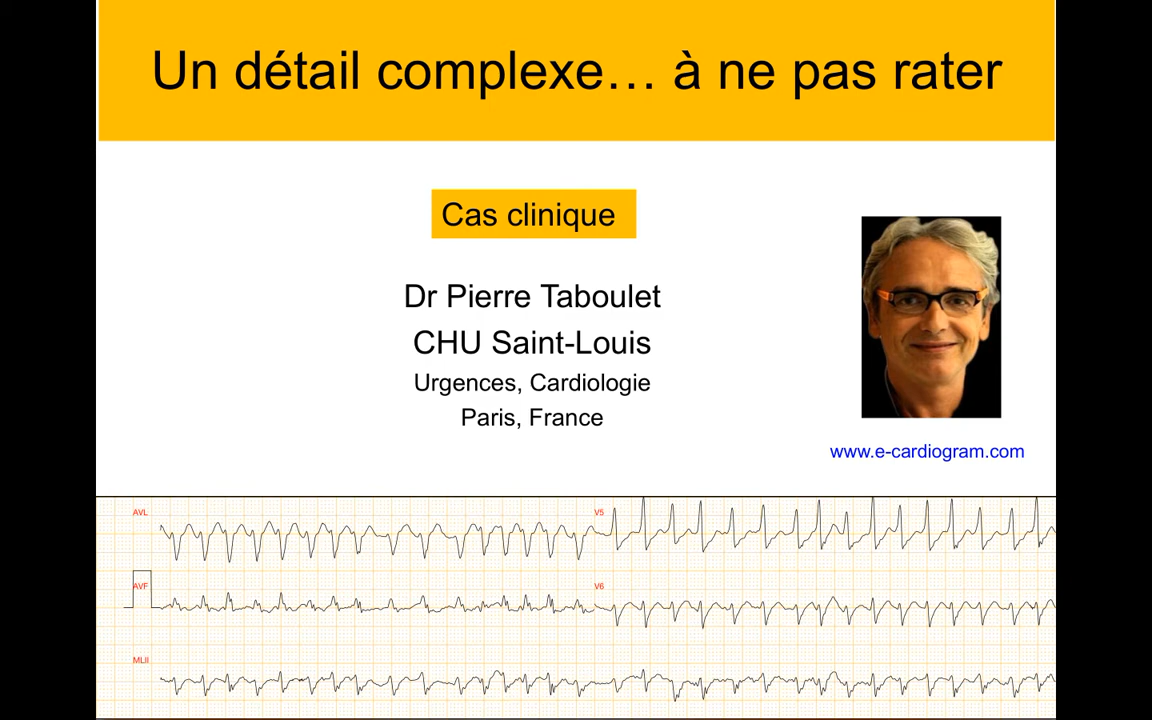 Un détail complexe… à ne pas rater
Cas clinique
Dr Pierre Taboulet
CHU Saint-Louis
Urgences, Cardiologie
Paris, France
www.e-cardiogram.com
AVL
V5
AVF
V6
MLII